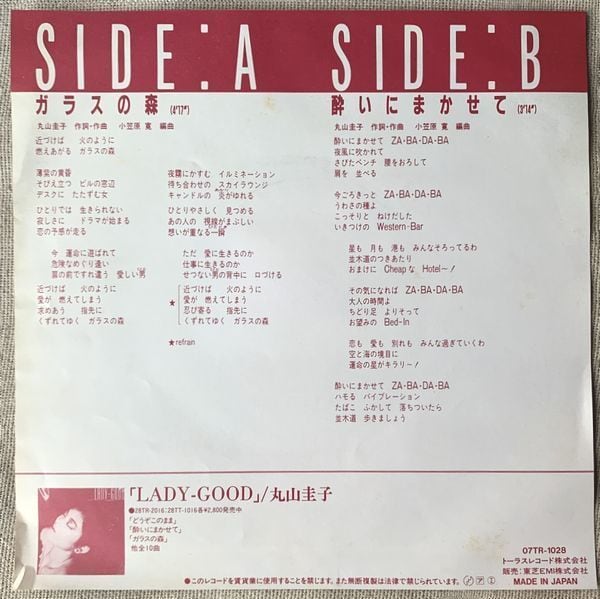 SIDE:A
ガラスの森(4'17")
丸山圭子 作詞・作曲 小笠原 寛 編曲
近づけば 火のように
燃えあがる ガラスの森
薄紫の黄昏
そびえ立つ ビルの窓辺
デスクに たたずむ女
ひとりでは 生きられない
寂しさに ドラマが始まる
恋の予感が走る
今 運命に遊ばれて
危険なめぐり逢い
扉の前ですれ違う 愛しい男
近づけば 火のように
愛が 燃えてしまう
求めあう 指先に
くずれてゆく ガラスの森
夜霧にかすむ イルミネーション
待ち合わせの スカイラウンジ
キャンドルの 炎がゆれる
ひとりやさしく 見つめる
あの人の 視線がまぶしい
想いが重なる一瞬
ただ 愛に生きるのか
仕事に生きるのか
せつない男の背中に 口づける
近づけば 火のように
★ 愛が 燃えてしまう
忍び寄る 指先に
くずれてゆく ガラスの森
★refrain
SIDE:B
酔いにまかせて(3'14")
丸山圭子 作詞・作曲 小笠原 寛 編曲
酔いにまかせて ZA・BA・DA・BA
夜風に吹かれて
さびたベンチ 腰をおろして
肩を 並べる
今ごろきっと ZA・BA・DA・BA
うわさの種よ
こっそりと ぬけだした
いきつけの Western-Bar
星も 月も 港も みんなそろってるわ
並木道のつきあたり
おまけに Cheapな Hotel〜!
その気になれば ZA・BA・DA・BA
大人の時間よ
ちどり足 よりそって
お望みの Bed-In
恋も 愛も 別れも みんな過ぎていくわ
空と海の境目に
運命の星がキラリー!
酔いにまかせて ZA・BA・DA・BA
ハモる バイブレーション
たばこ ふかして 落ちついたら
並木道 歩きましょう
LADY-GOOD
「LADY-GOOD」/丸山圭子
●28TR-2016:28TT-1016各¥2,800発売中
「どうぞこのまま」
「酔いにまかせて」
「ガラスの森」
他全10曲
●このレコードを賃貸業に使用することを禁じます。また無断複製は法律で禁じられています。
07TR-1028
トーラスレコード株式会社
販売:東芝EMI株式会社
MADE IN JAPAN